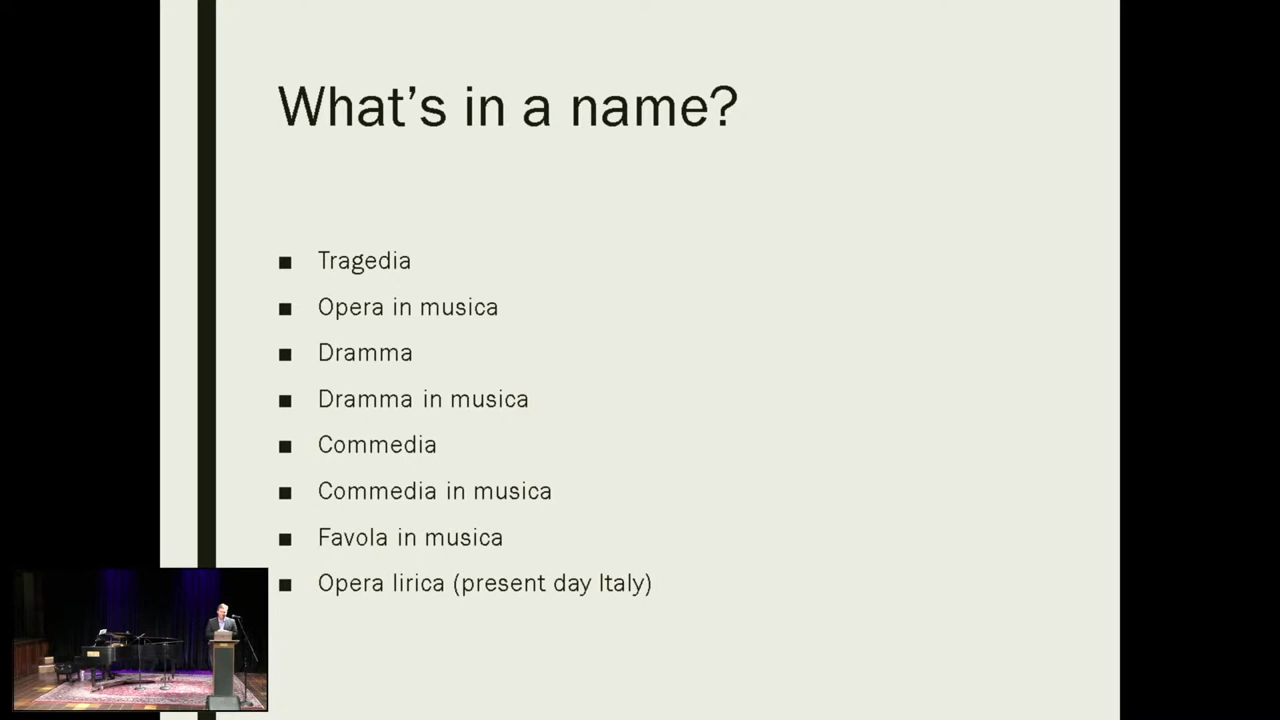 What's in a name?
■ Tragedia
■ Opera in musica
■ Dramma
■ Dramma in musica
■ Commedia
■ Commedia in musica
■ Favola in musica
■ Opera lirica (present day Italy)